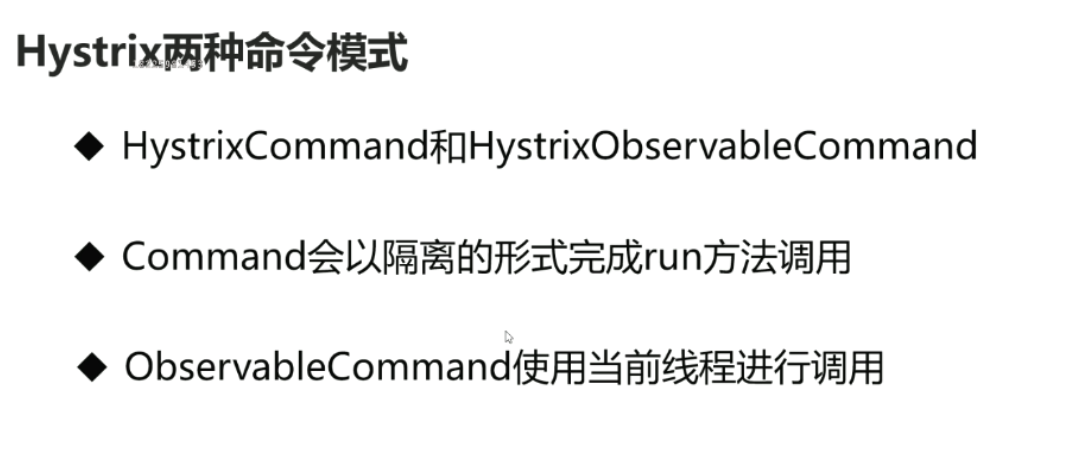 Hystrix两种命令模式
HystrixCommand和HystrixObservableCommand
Command会以隔离的形式完成run方法调用
ObservableCommand使用当前线程进行调用